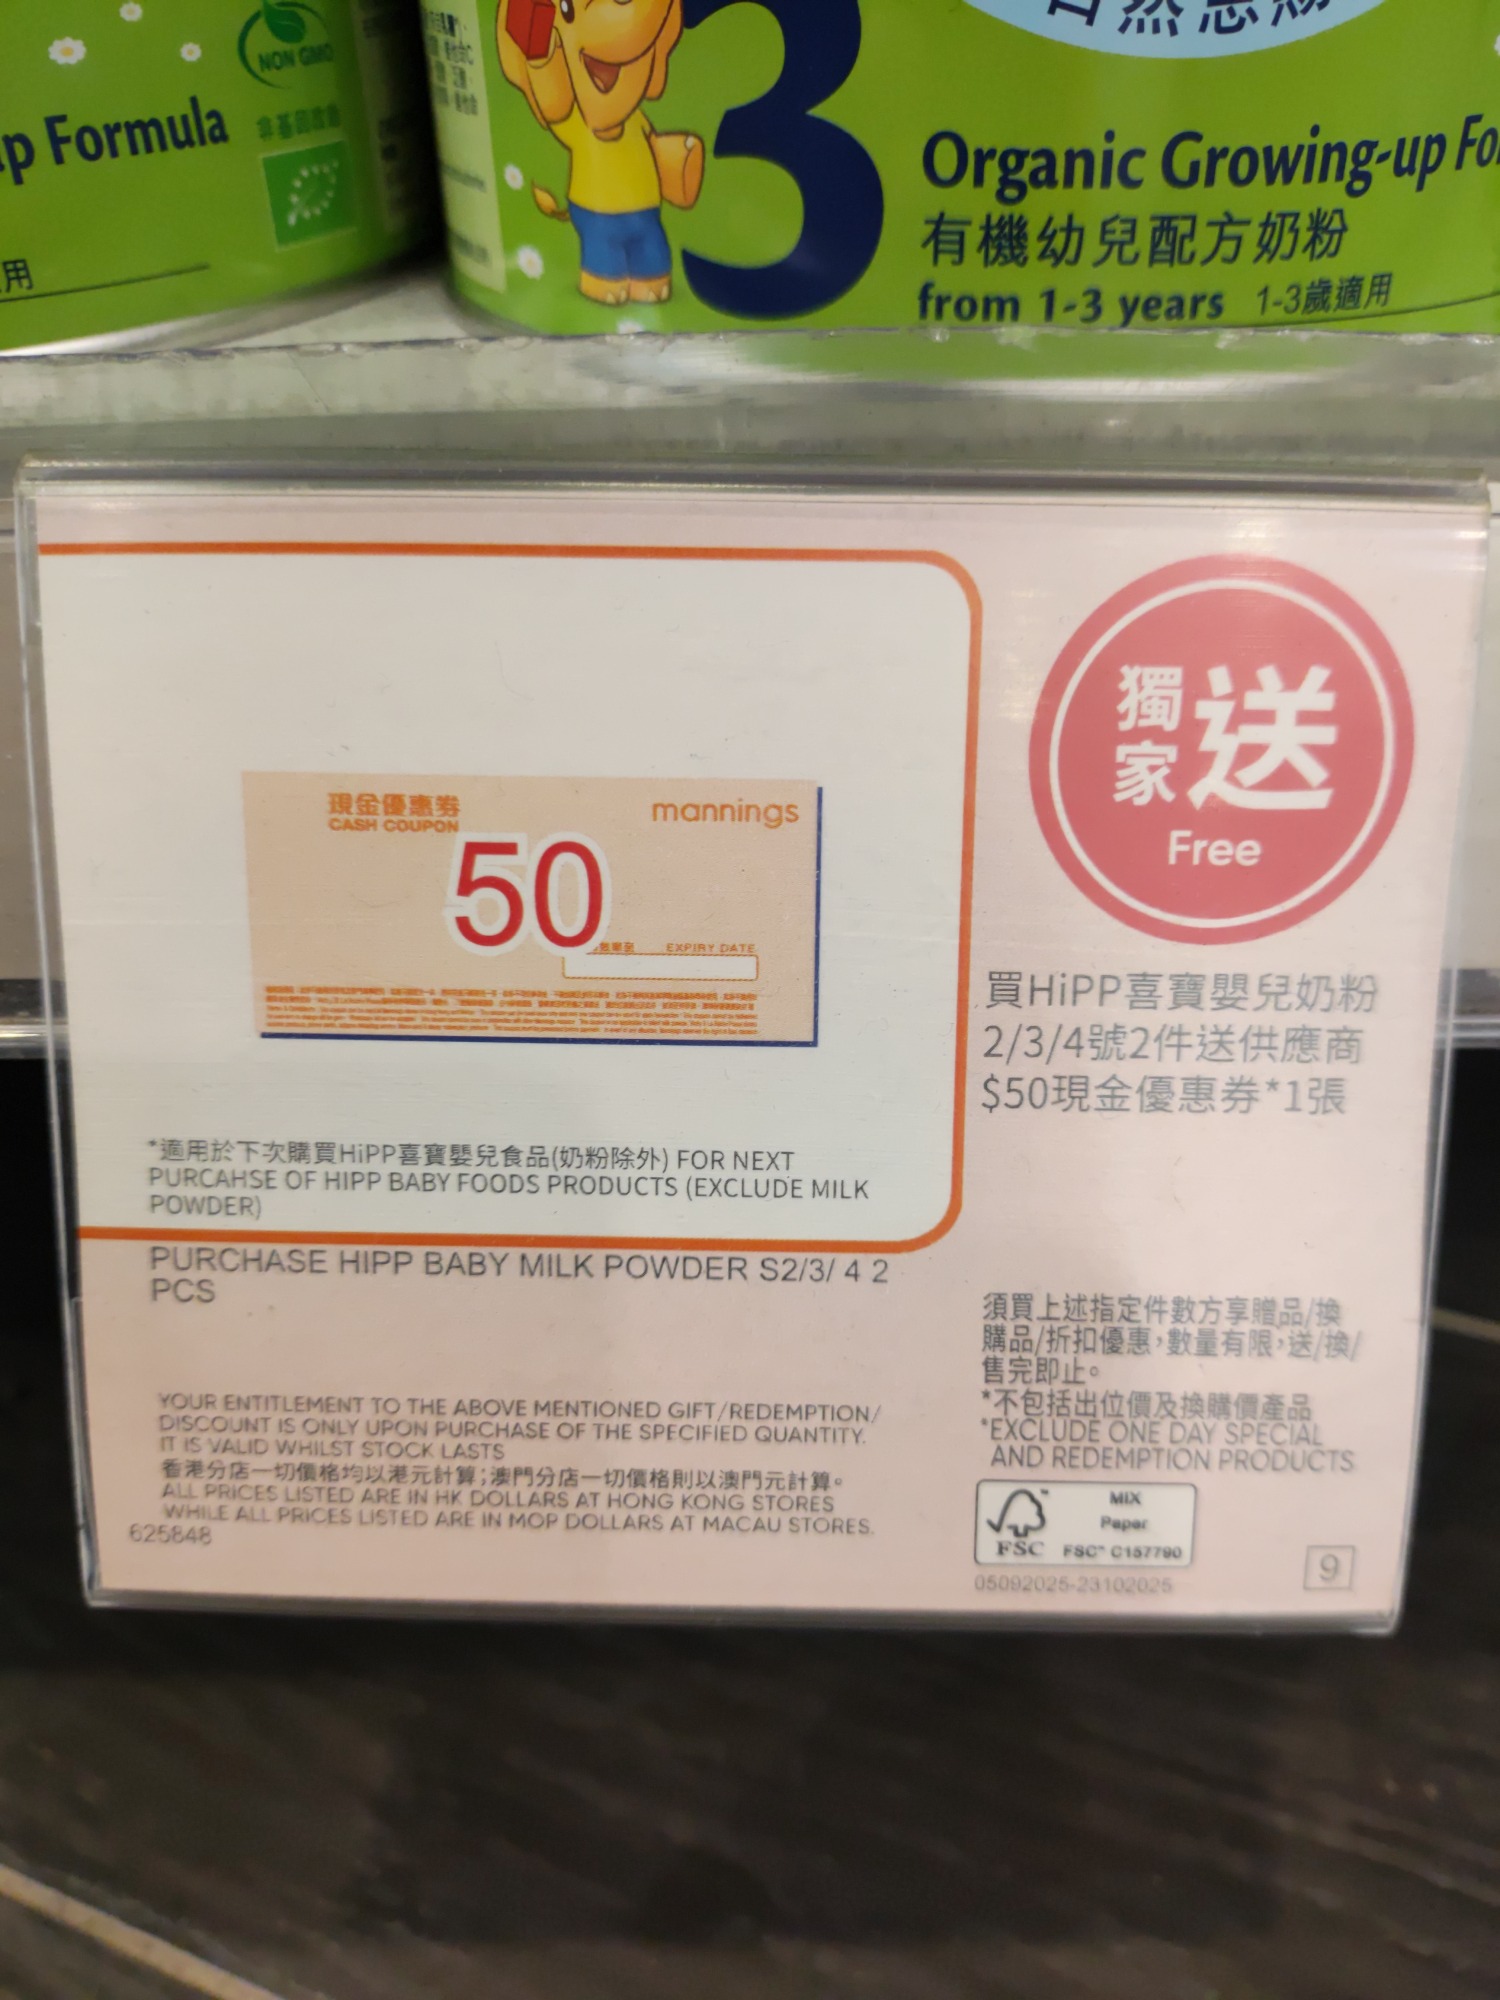 NON GMO
p Formula
非基因改造
用
3
Organic Growing-up Fo
有機幼兒配方奶粉
from 1-3 years 1-3歲適用
現金優惠券
CASH COUPON
mannings
50
EXPIRY DATE
獨家送
Free
買HiPP喜寶嬰兒奶粉
2/3/4號2件送供應商
$50現金優惠券*1張
*適用於下次購買HiPP喜寶嬰兒食品(奶粉除外) FOR NEXT
PURCAHSE OF HIPP BABY FOODS PRODUCTS (EXCLUDE MILK
POWDER)
PURCHASE HIPP BABY MILK POWDER S2/3/ 4 2
PCS
須買上述指定件數方享贈品/換
購品/折扣優惠,數量有限,送/換/
售完即止。
*不包括出位價及換購價產品
*EXCLUDE ONE DAY SPECIAL
AND REDEMPTION PRODUCTS
YOUR ENTITLEMENT TO THE ABOVE MENTIONED GIFT/REDEMPTION/
DISCOUNT IS ONLY UPON PURCHASE OF THE SPECIFIED QUANTITY.
IT IS VALID WHILST STOCK LASTS
香港分店一切價格均以港元計算;澳門分店一切價格則以澳門元計算。
ALL PRICES LISTED ARE IN HK DOLLARS AT HONG KONG STORES
WHILE ALL PRICES LISTED ARE IN MOP DOLLARS AT MACAU STORES.
625848
MIX
Paper
FSC FSC™ C157790
05092025-23102025
9